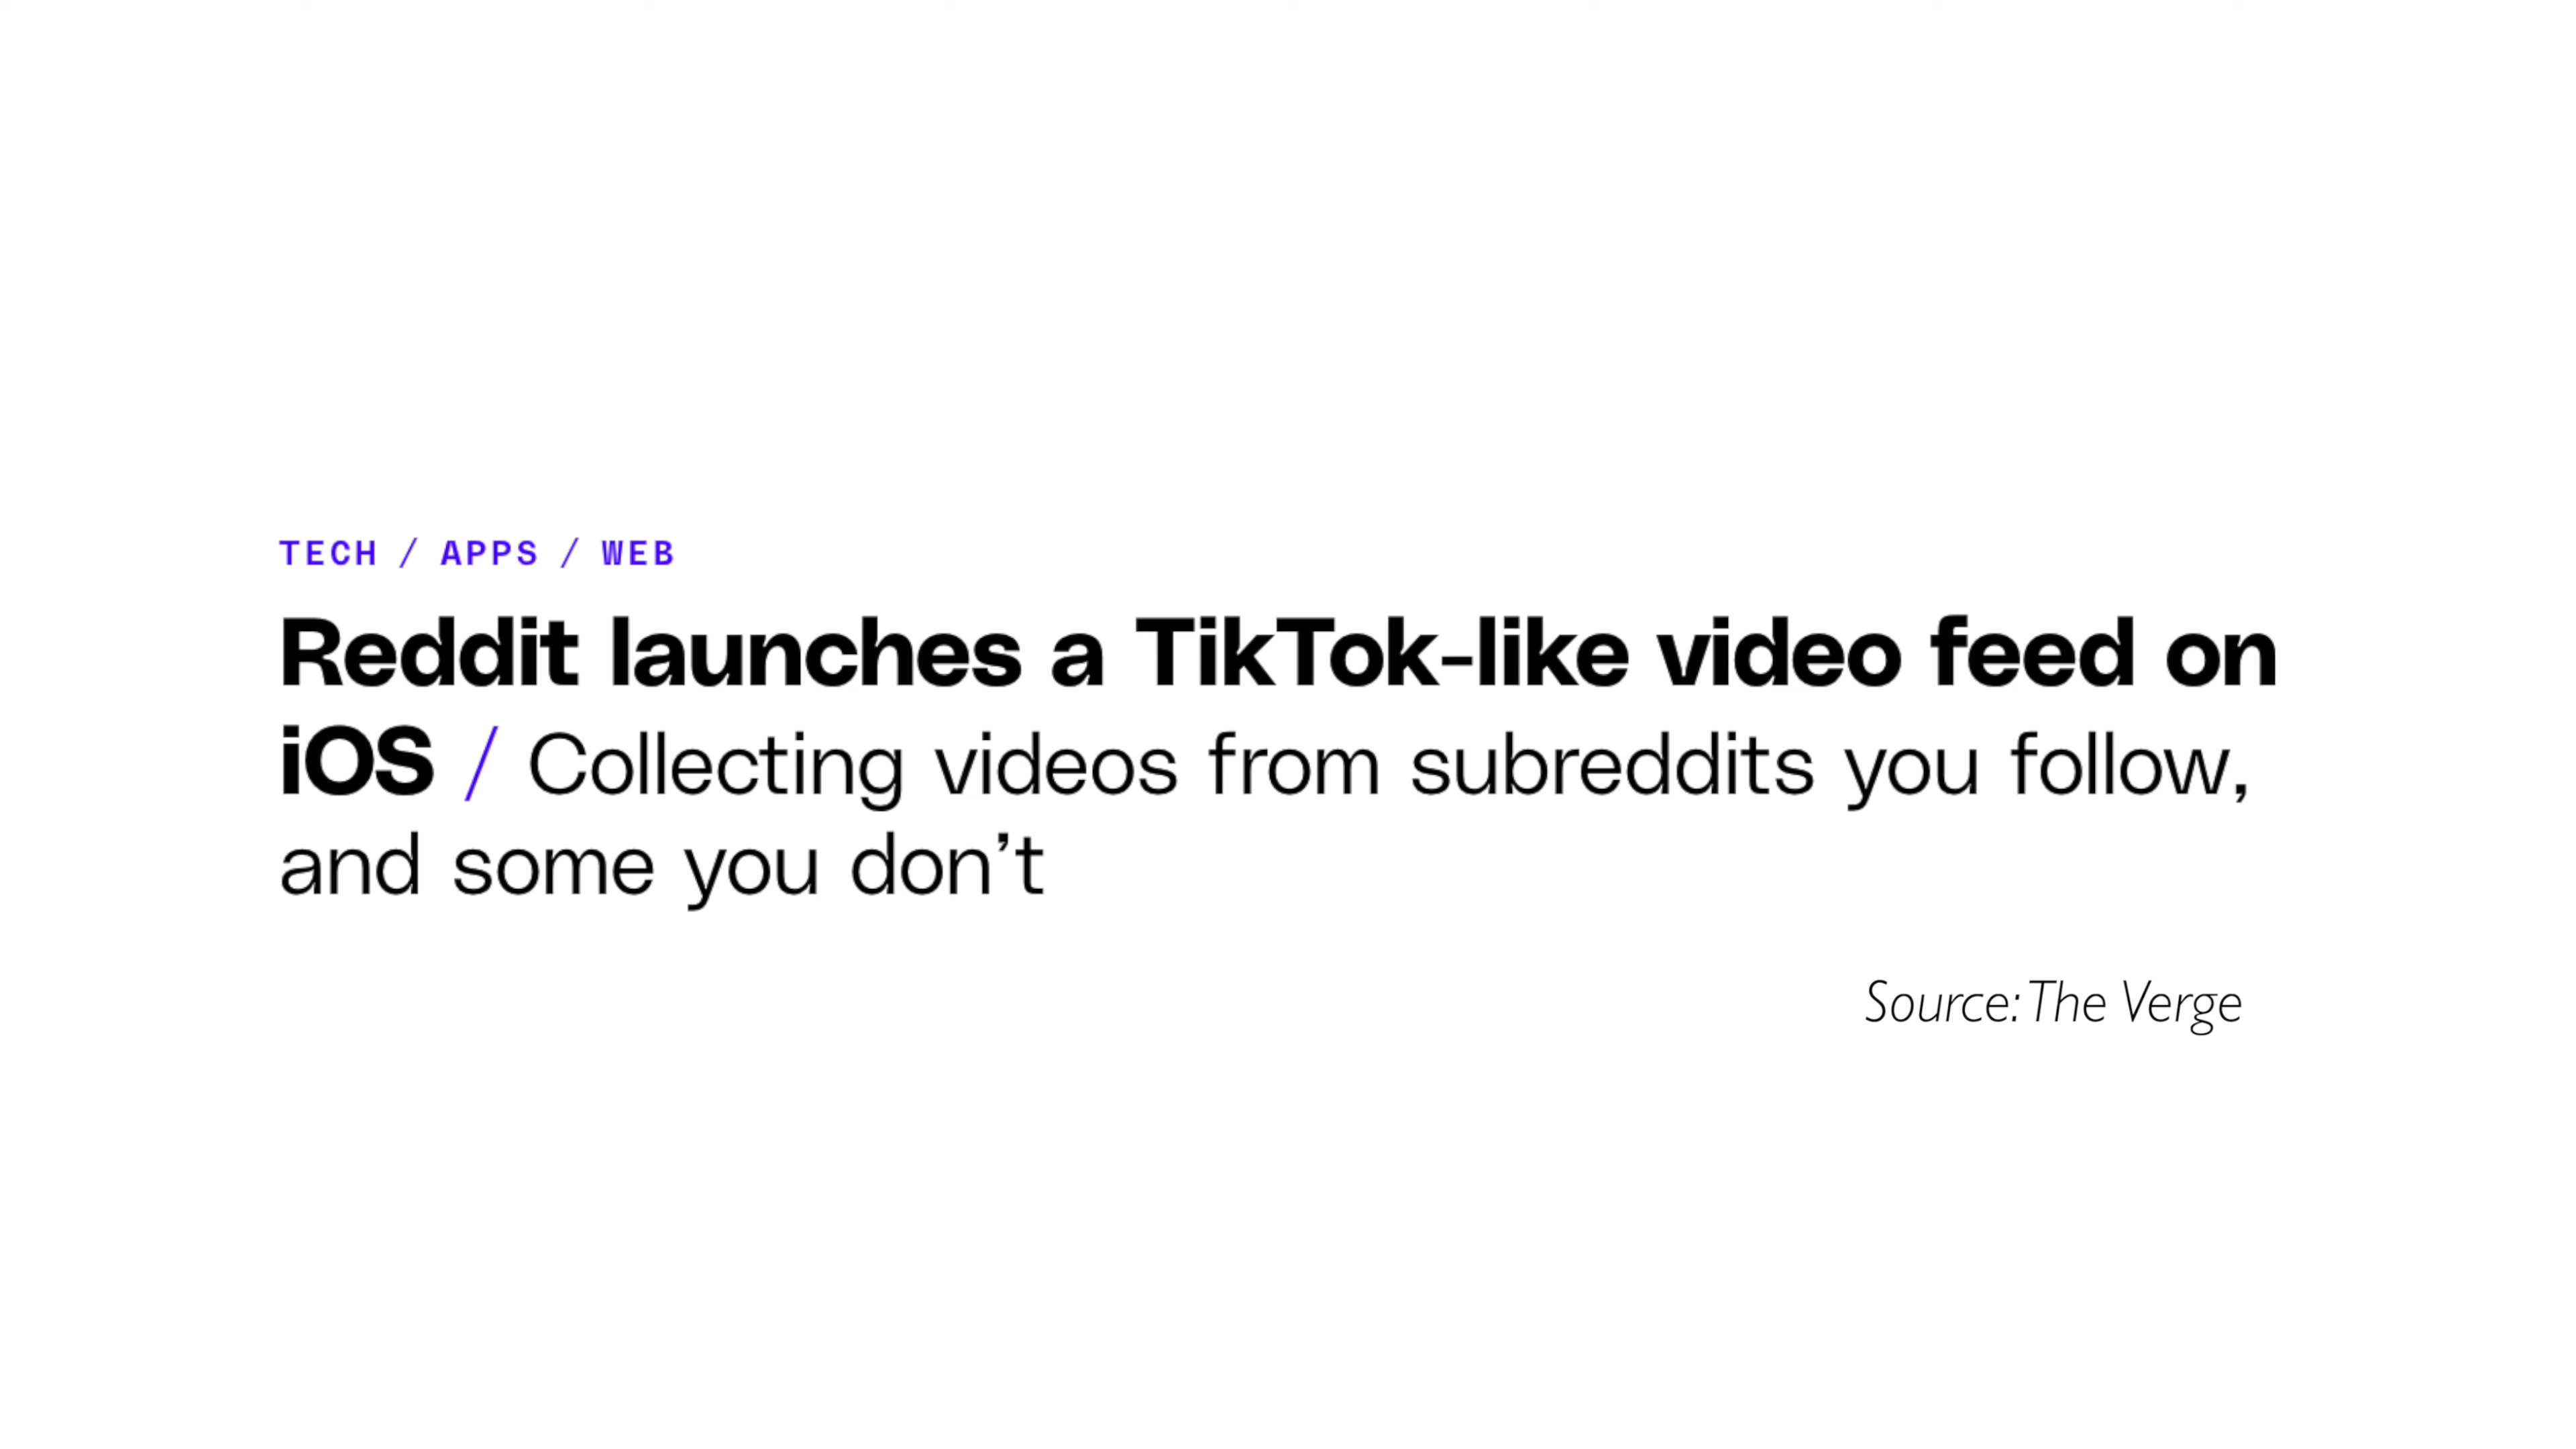 TECH / APPS / WEB
Reddit launches a TikTok-like video feed on
iOS / Collecting videos from subreddits you follow,
and some you don’t
Source: The Verge